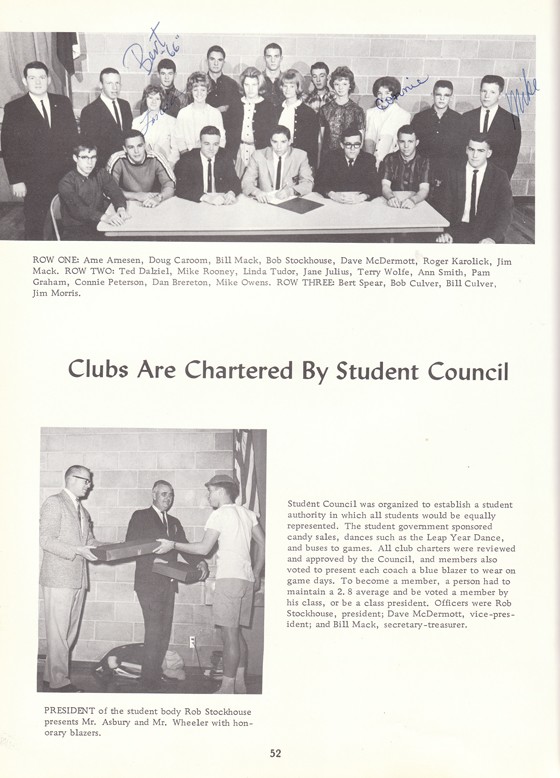 Bert
"66"
Connie
Mike
ROW ONE: Arne Arnesen, Doug Caroom, Bill Mack, Bob Stockhouse, Dave McDermott, Roger Karolick, Jim
Mack. ROW TWO: Ted Dalziel, Mike Rooney, Linda Tudor, Jane Julius, Terry Wolfe, Ann Smith, Pam
Graham, Connie Peterson, Dan Brereton, Mike Owens. ROW THREE: Bert Spear, Bob Culver, Bill Culver,
Jim Morris.
Clubs Are Chartered By Student Council
Student Council was organized to establish a student
authority in which all students would be equally
represented. The student government sponsored
candy sales, dances such as the Leap Year Dance,
and buses to games. All club charters were reviewed
and approved by the Council, and members also
voted to present each coach a blue blazer to wear on
game days. To become a member, a person had to
maintain a 2.8 average and be voted a member by
his class, or be a class president. Officers were Rob
Stockhouse, president; Dave McDermott, vice-pres-
ident; and Bill Mack, secretary-treasurer.
PRESIDENT of the student body Rob Stockhouse
presents Mr. Asbury and Mr. Wheeler with hon-
orary blazers.
52